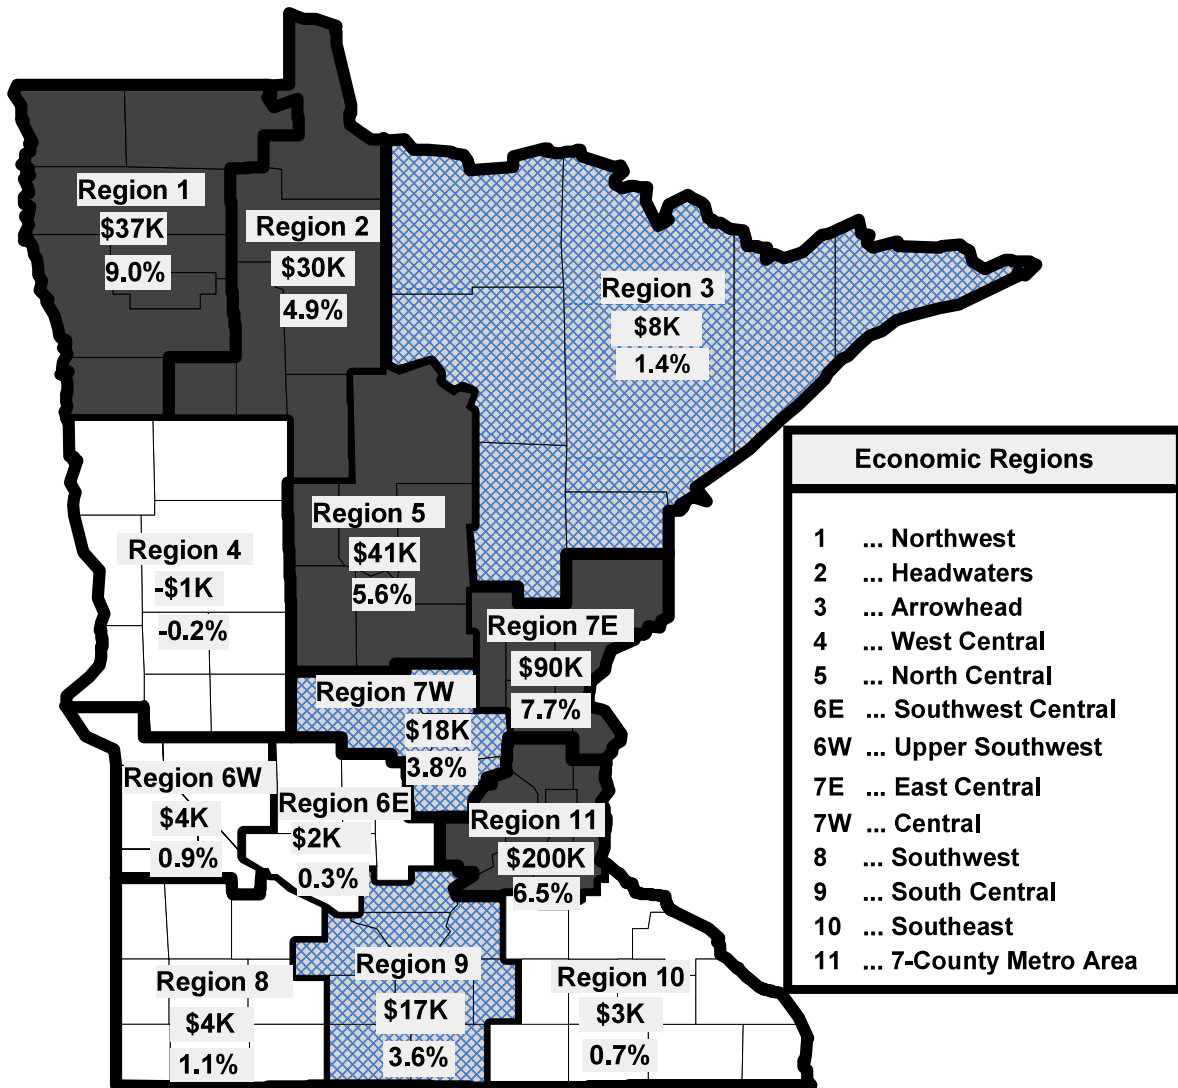 Region 1
$37K
9.0%
Region 2
$30K
4.9%
Region 3
$8K
1.4%
Region 4
-$1K
-0.2%
Region 5
$41K
5.6%
Region 7E
$90K
7.7%
Region 7W
$18K
3.8%
Region 6W
$4K
0.9%
Region 6E
$2K
0.3%
Region 11
$200K
6.5%
Region 8
$4K
1.1%
Region 9
$17K
3.6%
Region 10
$3K
0.7%
Economic Regions
1 ... Northwest
2 ... Headwaters
3 ... Arrowhead
4 ... West Central
5 ... North Central
6E ... Southwest Central
6W ... Upper Southwest
7E ... East Central
7W ... Central
8 ... Southwest
9 ... South Central
10 ... Southeast
11 ... 7-County Metro Area